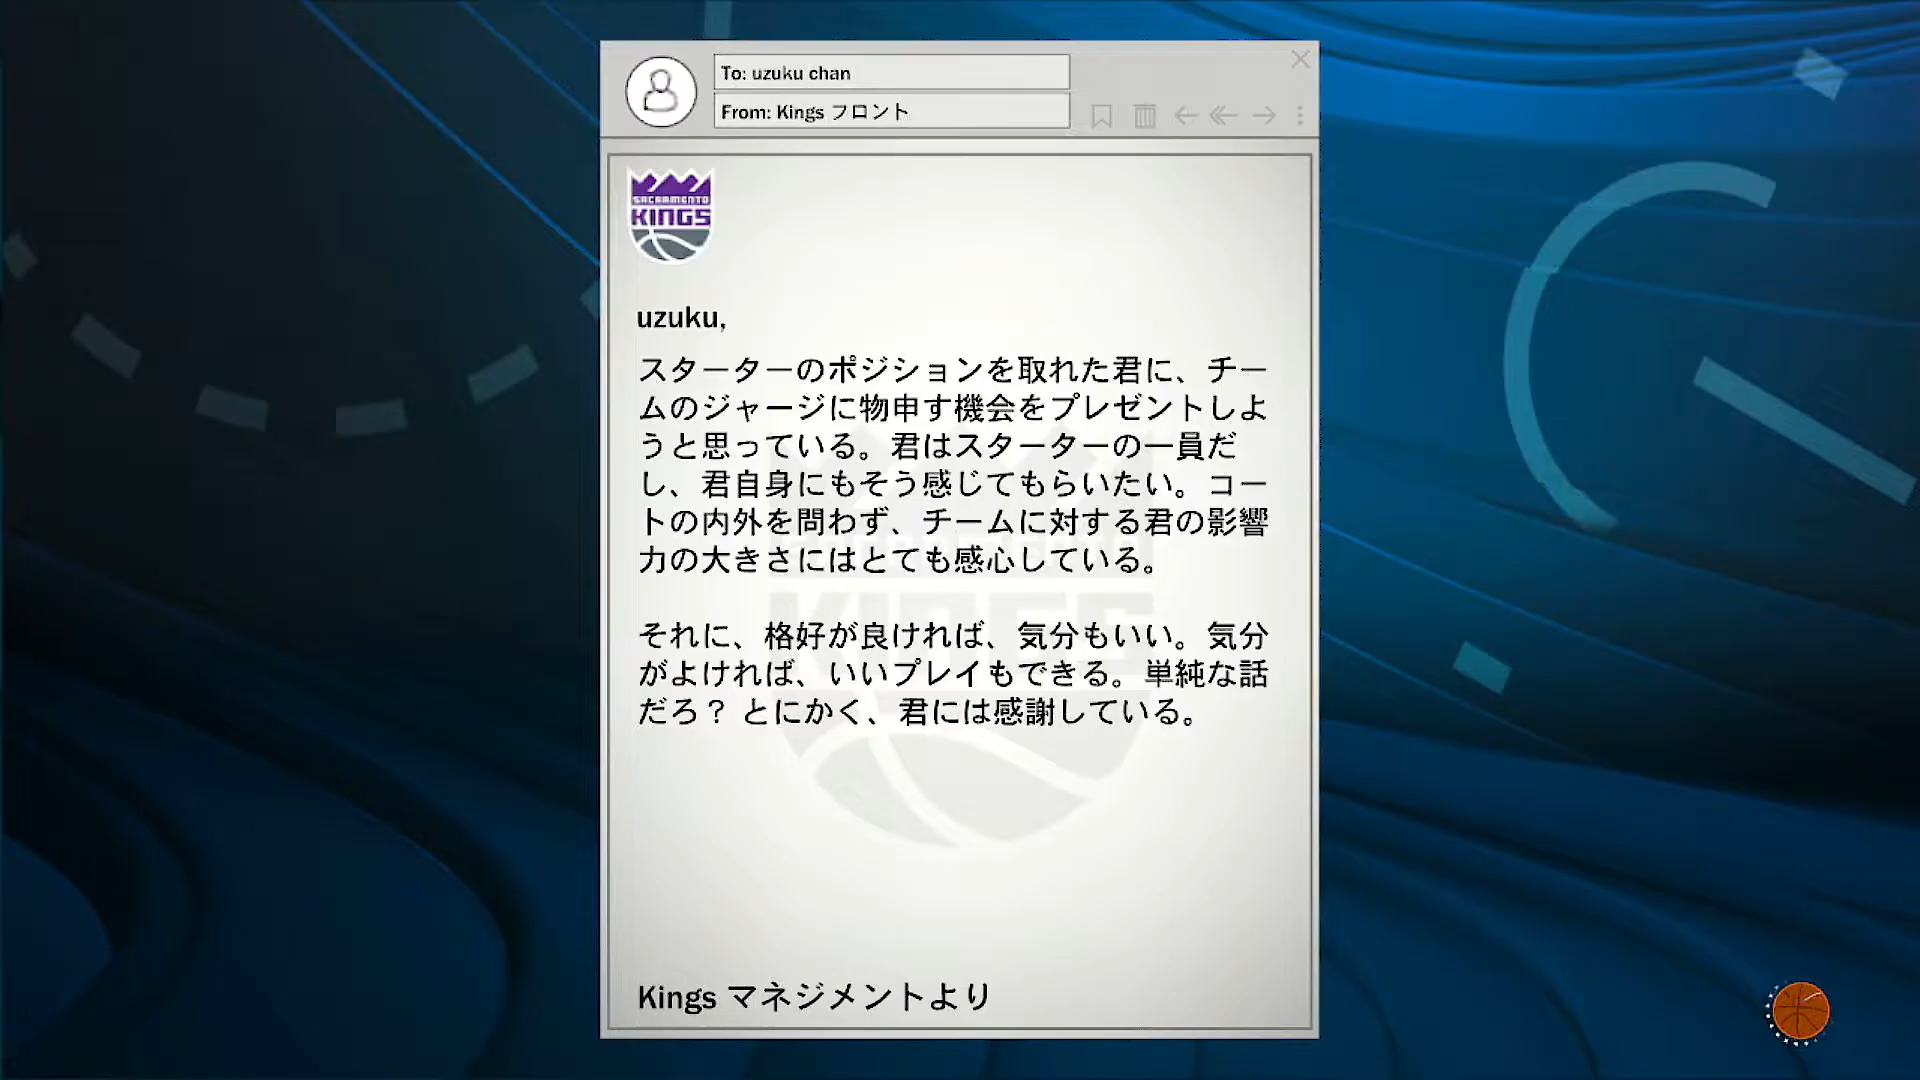 To: uzuku chan
From: Kings フロント
SACRAMENTO
KINGS
uzuku,
スターターのポジションを取れた君に、チー
ムのジャージに物申す機会をプレゼントしよ
うと思っている。君はスターターの一員だ
し、君自身にもそう感じてもらいたい。コー
トの内外を問わず、チームに対する君の影響
力の大きさにはとても感心している。
それに、格好が良ければ、気分もいい。気分
がよければ、いいプレイもできる。単純な話
だろ？ とにかく、君には感謝している。
KINGS
Kings マネジメントより